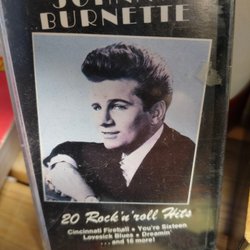 BURNETTE
20 Rock'n'roll Hits
Cincinnati Fireball • You're Sixteen
Lovesick Blues • Dreamin'
...and 16 more!